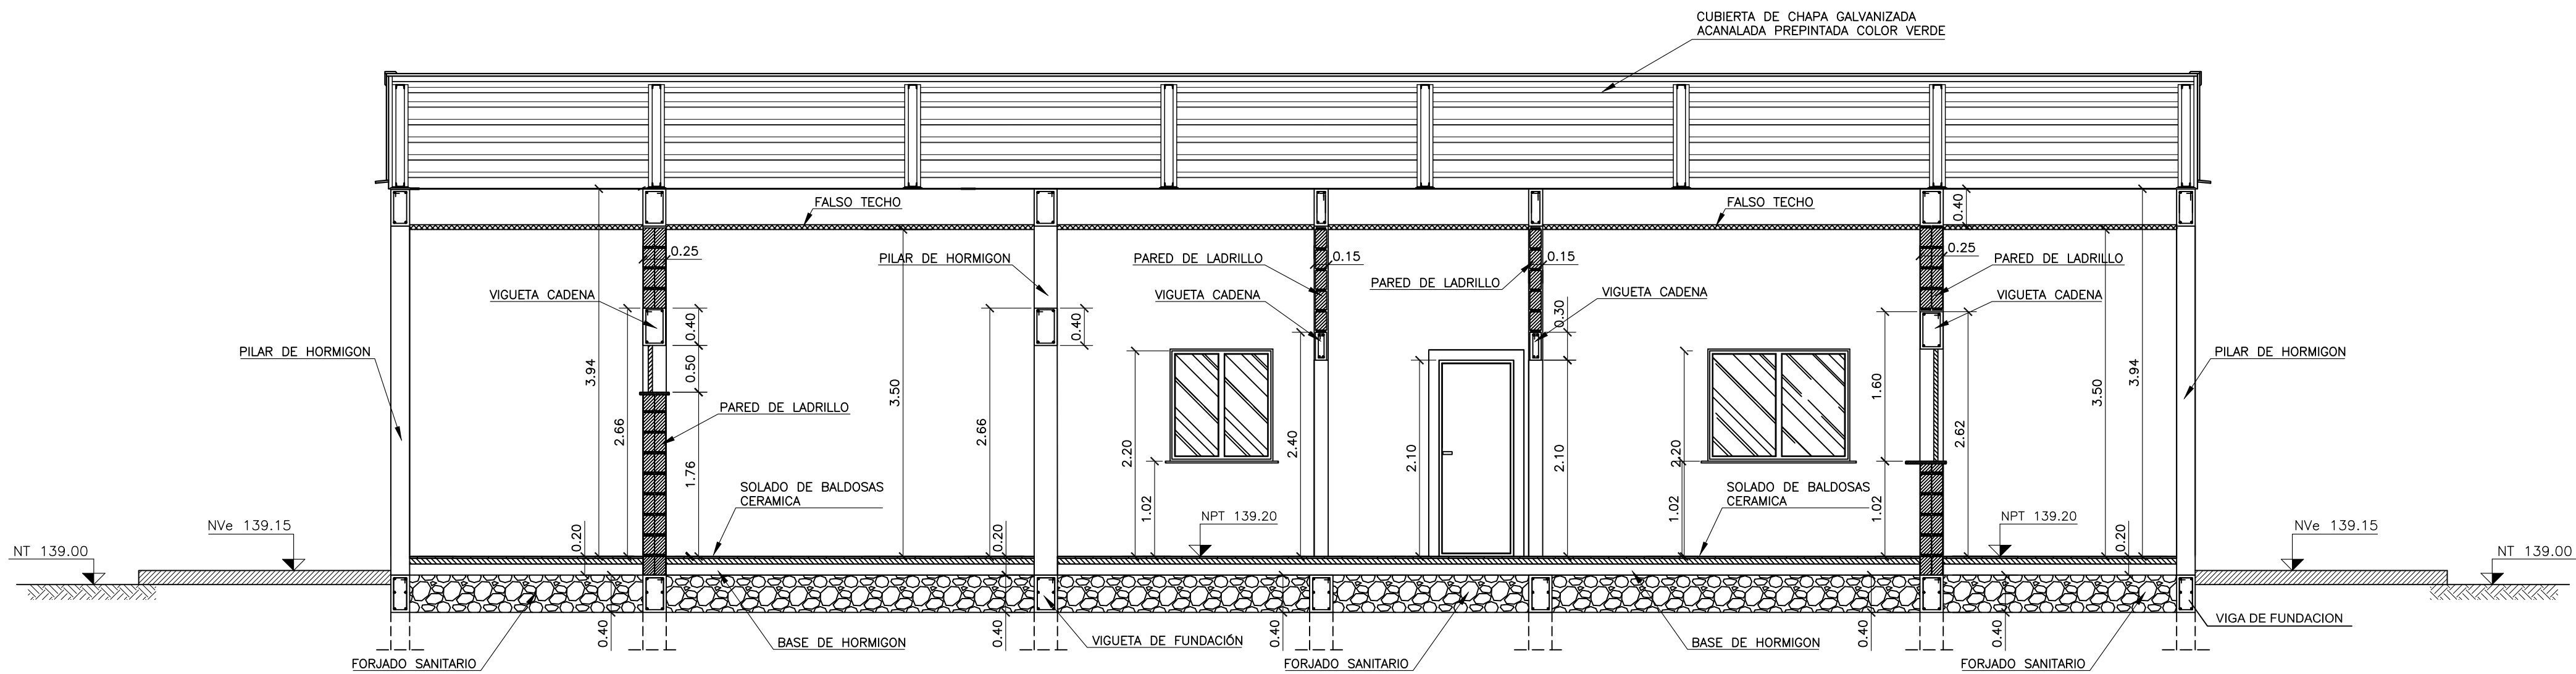 CUBIERTA DE CHAPA GALVANIZADA
ACANALADA PREPINTADA COLOR VERDE
FALSO TECHO
FALSO TECHO
0.40
0.25
PILAR DE HORMIGON
PARED DE LADRILLO
0.15
PARED DE LADRILLO
0.15
0.25
PARED DE LADRILLO
VIGUETA CADENA
VIGUETA CADENA
VIGUETA CADENA
VIGUETA CADENA
0.40
0.40
0.30
PILAR DE HORMIGON
PILAR DE HORMIGON
3.94
0.50
3.50
1.60
3.50
3.94
PARED DE LADRILLO
2.66
2.66
2.20
2.40
2.10
2.10
2.20
2.62
1.76
SOLADO DE BALDOSAS
CERAMICA
1.02
SOLADO DE BALDOSAS
CERAMICA
1.02
1.02
NVe 139.15
NPT 139.20
NPT 139.20
NVe 139.15
0.20
0.20
0.20
NT 139.00
NT 139.00
0.40
BASE DE HORMIGON
0.40
VIGUETA DE FUNDACIÓN
0.40
BASE DE HORMIGON
0.40
0.40
VIGA DE FUNDACION
FORJADO SANITARIO
FORJADO SANITARIO
FORJADO SANITARIO